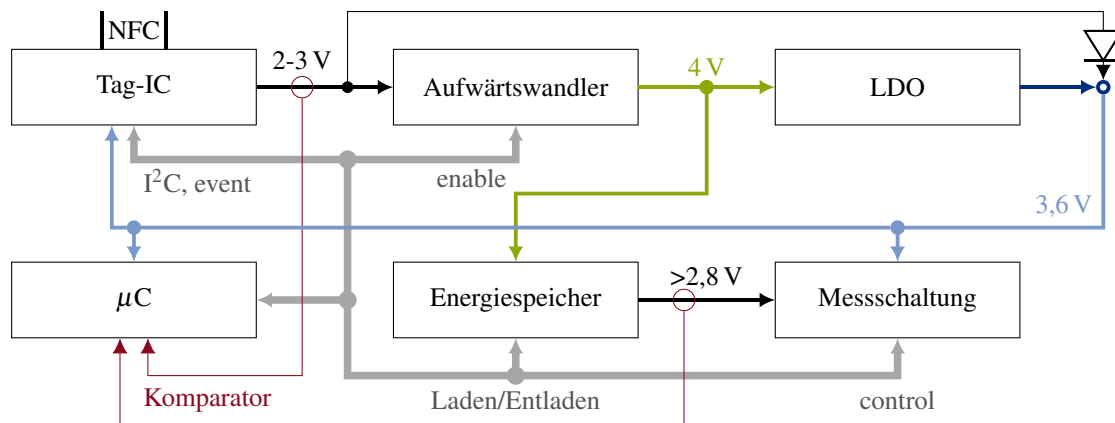 NFC
Tag-IC
2-3 V
Aufwärtswandler
4 V
LDO
I²C, event
enable
3,6 V
μC
Energiespeicher
>2,8 V
Messschaltung
Komparator
Laden/Entladen
control